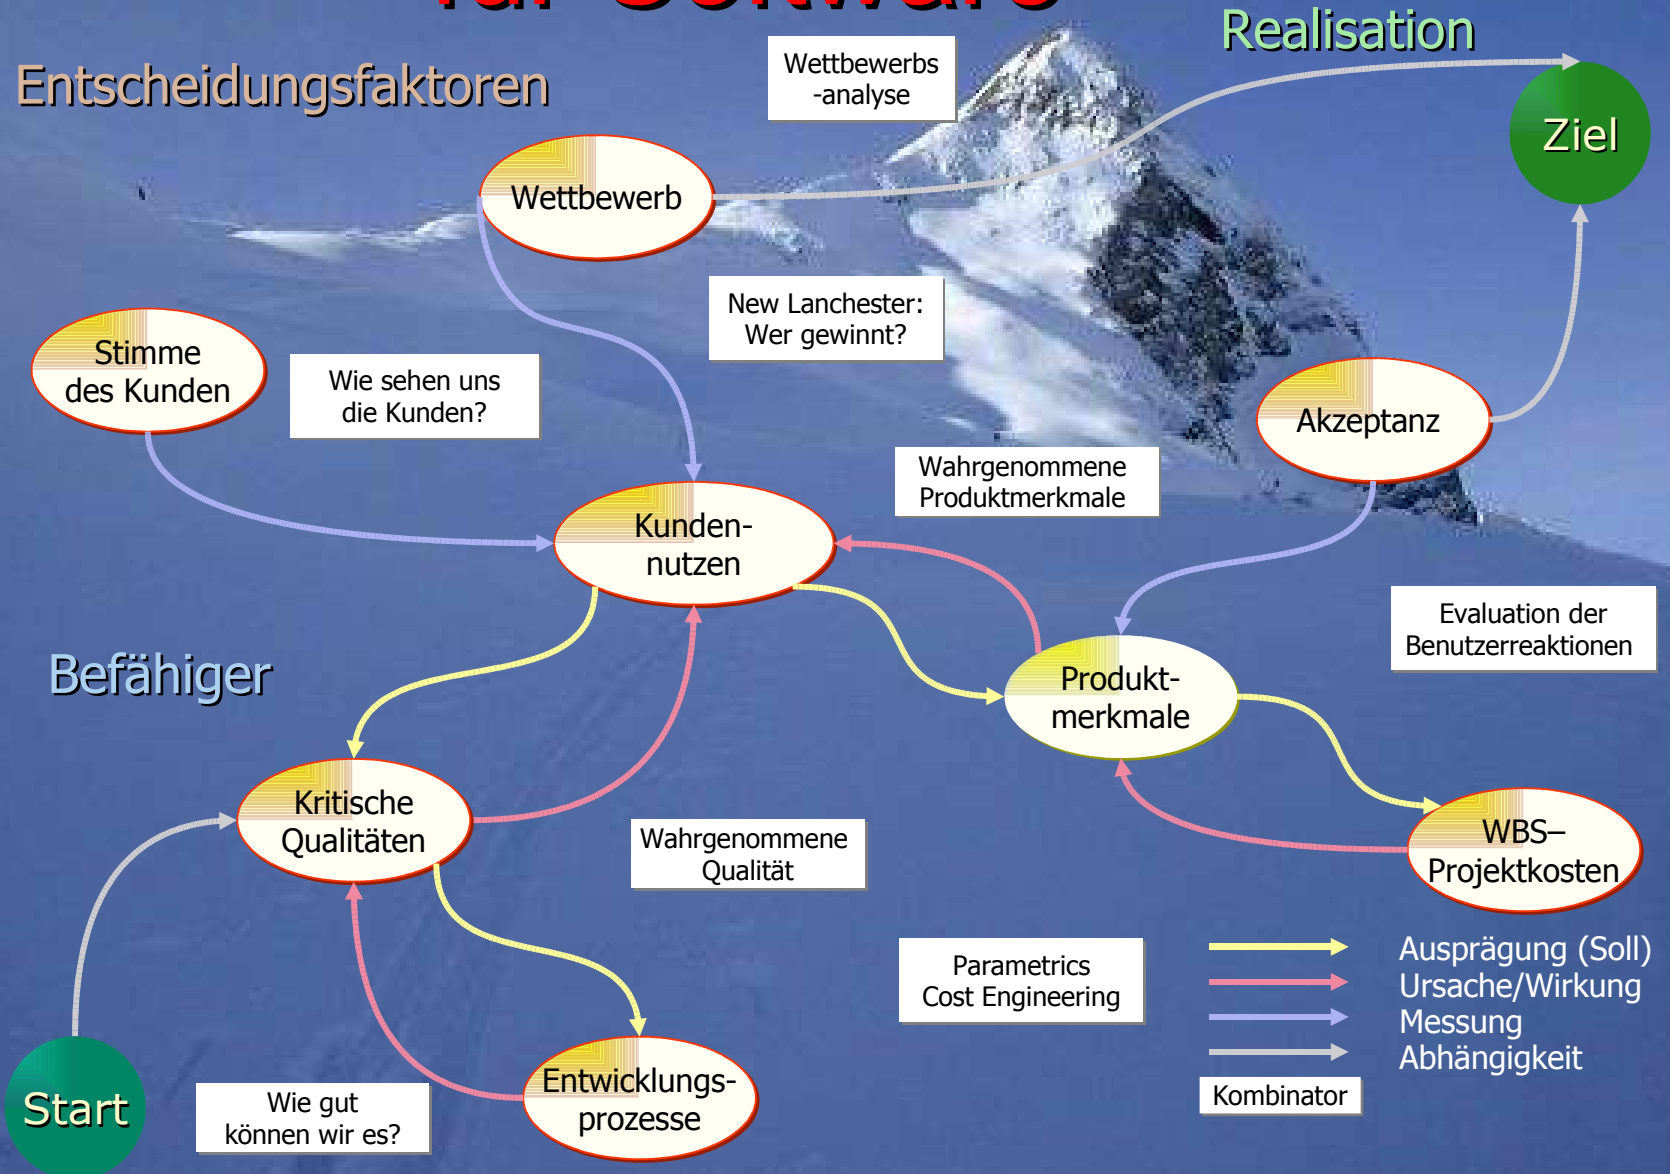 für Software
Realisation
Entscheidungsfaktoren
Wettbewerbs
-analyse
Ziel
Wettbewerb
New Lanchester:
Wer gewinnt?
Stimme
des Kunden
Wie sehen uns
die Kunden?
Akzeptanz
Wahrgenommene
Produktmerkmale
Kunden-
nutzen
Evaluation der
Benutzerreaktionen
Befähiger
Produkt-
merkmale
Kritische
Qualitäten
Wahrgenommene
Qualität
WBS–
Projektkosten
Parametrics
Cost Engineering
Ausprägung (Soll)
Ursache/Wirkung
Messung
Abhängigkeit
Kombinator
Start
Wie gut
können wir es?
Entwicklungs-
prozesse